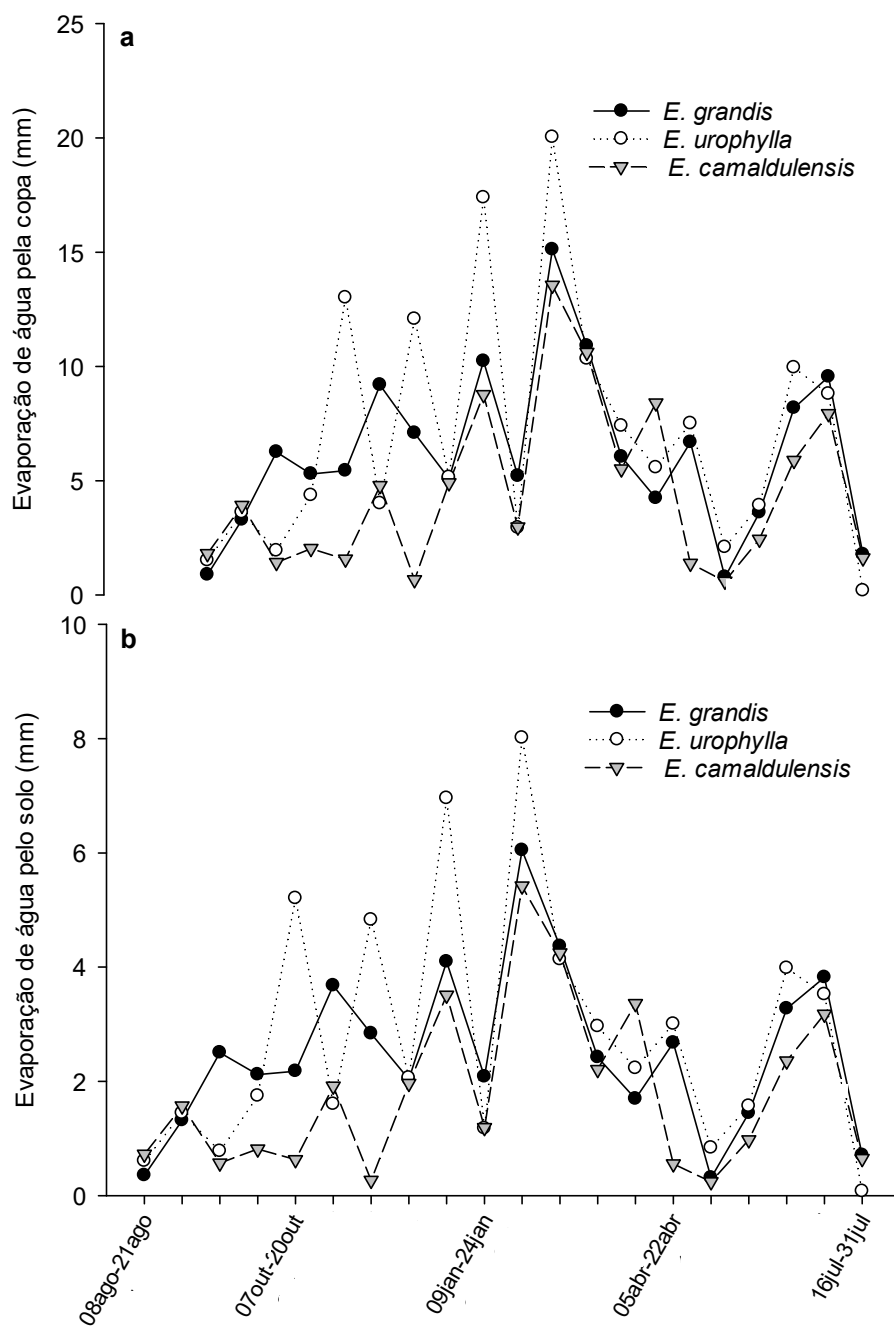 a
25
20
15
10
5
0
Evaporação de água pela copa (mm)
E. grandis
E. urophylla
E. camaldulensis
b
10
8
6
4
2
0
Evaporação de água pelo solo (mm)
E. grandis
E. urophylla
E. camaldulensis
08ago-21ago
07out-20out
09jan-24jan
05abr-22abr
16jul-31jul